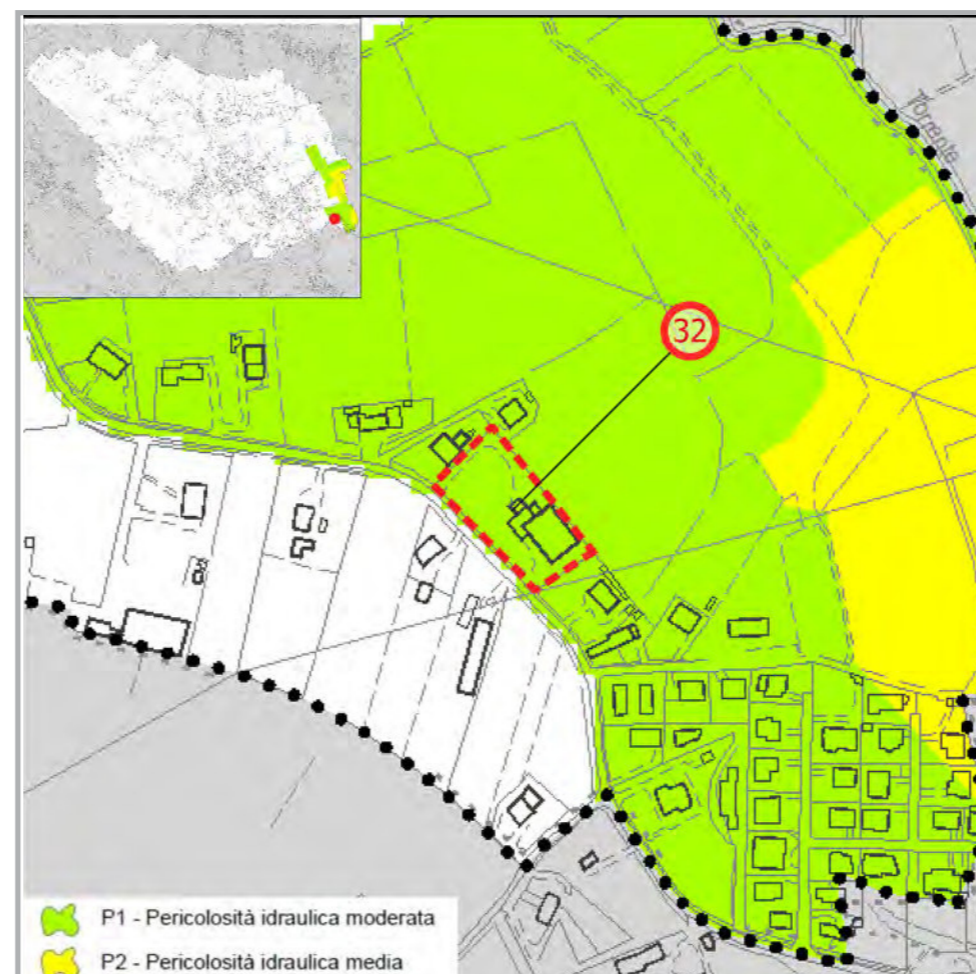 Torrente
32
P1 - Pericolosità idraulica moderata
P2 - Pericolosità idraulica media